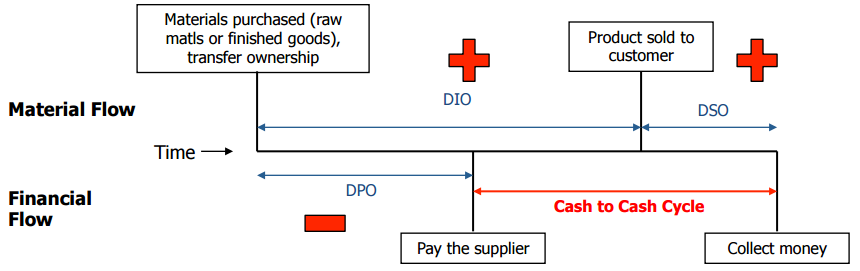 Materials purchased (raw
matls or finished goods),
transfer ownership
Product sold to
customer
DIO
DSO
Material Flow
Time
DPO
Financial
Flow
Cash to Cash Cycle
Pay the supplier
Collect money